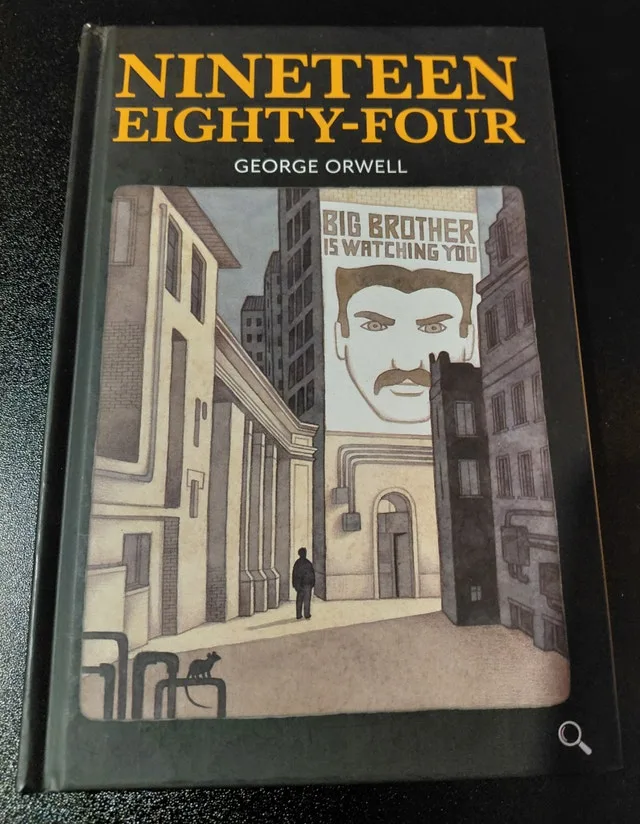 NINETEEN
EIGHTY-FOUR
GEORGE ORWELL
BIG BROTHER
IS WATCHING YOU